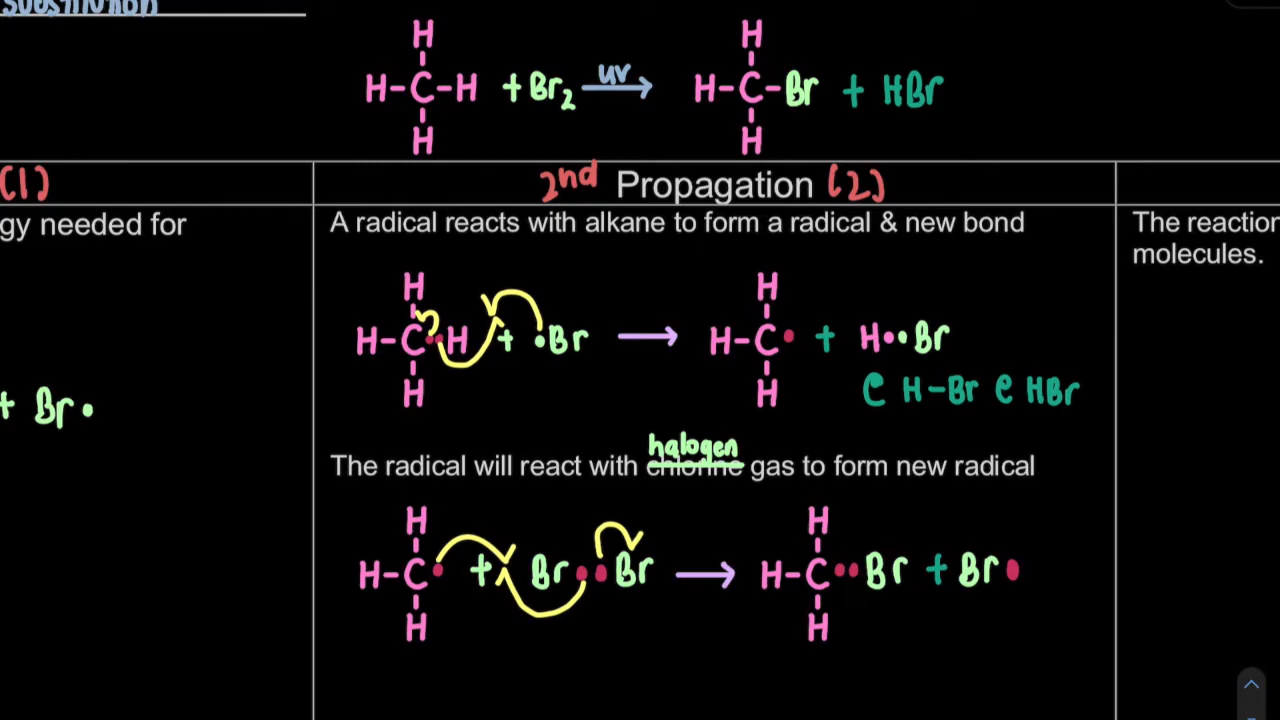 substitution
H
H-C-H + Br2 uv → H-C-Br + HBr
H
(1)
2nd Propagation (2)
gy needed for
A radical reacts with alkane to form a radical & new bond
The reaction
molecules.
H H
H-C••H + •Br → H-C• + H••Br
H H
H-Br HBr
+ Br•
halogen
The radical will react with chlorine gas to form new radical
H H
H-C• + Br••Br → H-C••Br + Br•
H H